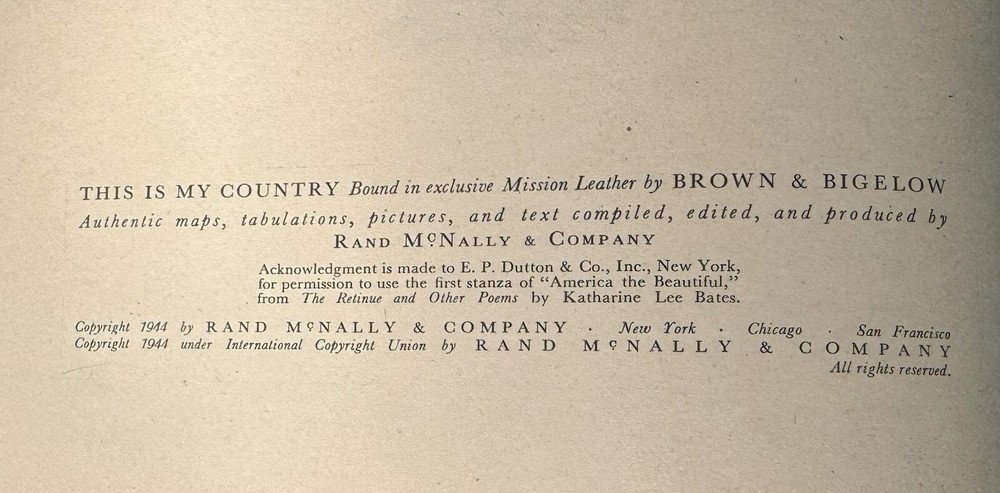 THIS IS MY COUNTRY Bound in exclusive Mission Leather by BROWN & BIGELOW
Authentic maps, tabulations, pictures, and text compiled, edited, and produced by
RAND MCNALLY & COMPANY
Acknowledgment is made to E. P. Dutton & Co., Inc., New York,
for permission to use the first stanza of “America the Beautiful,”
from The Retinue and Other Poems by Katharine Lee Bates.
Copyright 1944 by RAND MCNALLY & COMPANY · New York · Chicago · San Francisco
Copyright 1944 under International Copyright Union by RAND MCNALLY & COMPANY
All rights reserved.